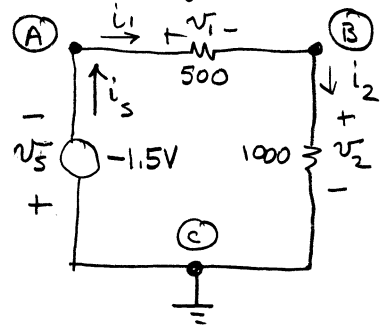 A i₁ + v₁ - B
500
i₂
iₛ
- +
vₛ -1.5V 1000 v₂
+ -
C